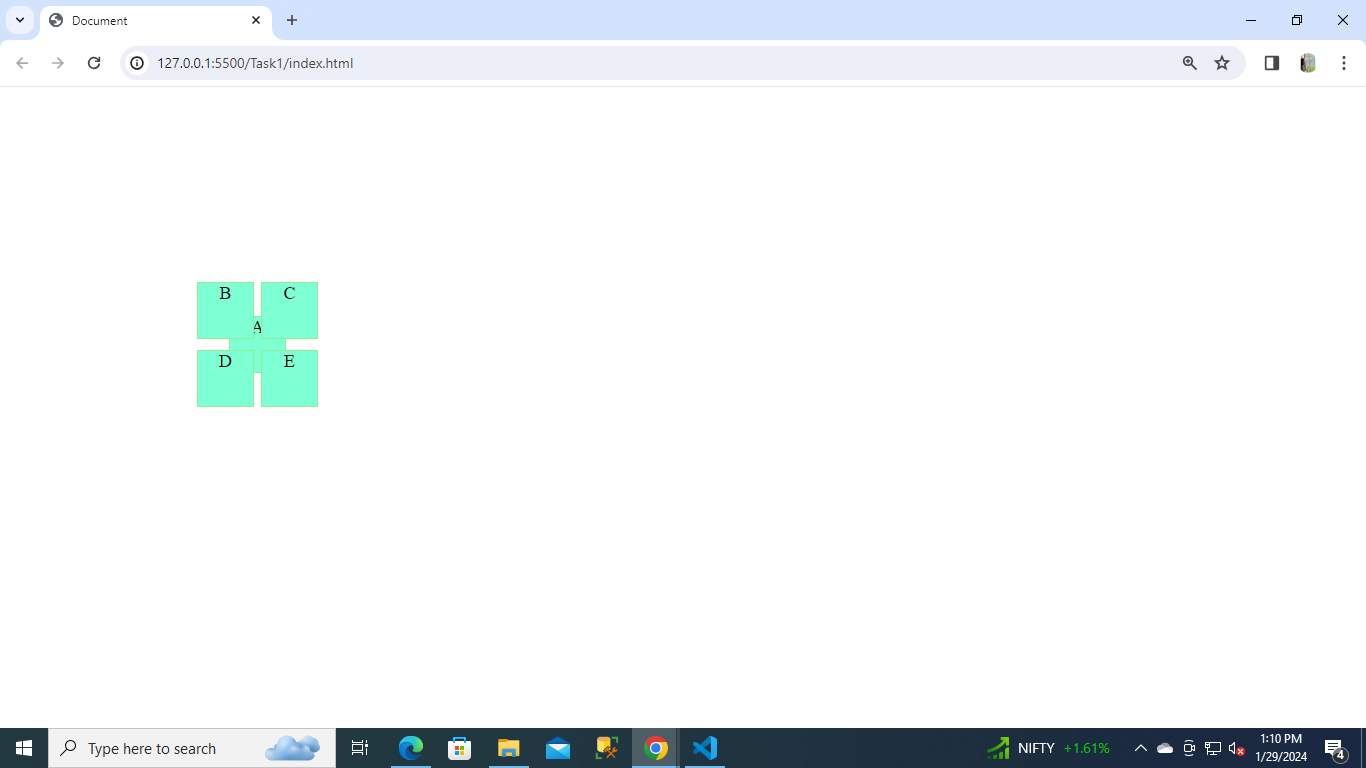 Document
127.0.0.1:5500/Task1/index.html
B C
A
D E
Type here to search
NIFTY +1.61%
1:10 PM
1/29/2024
4